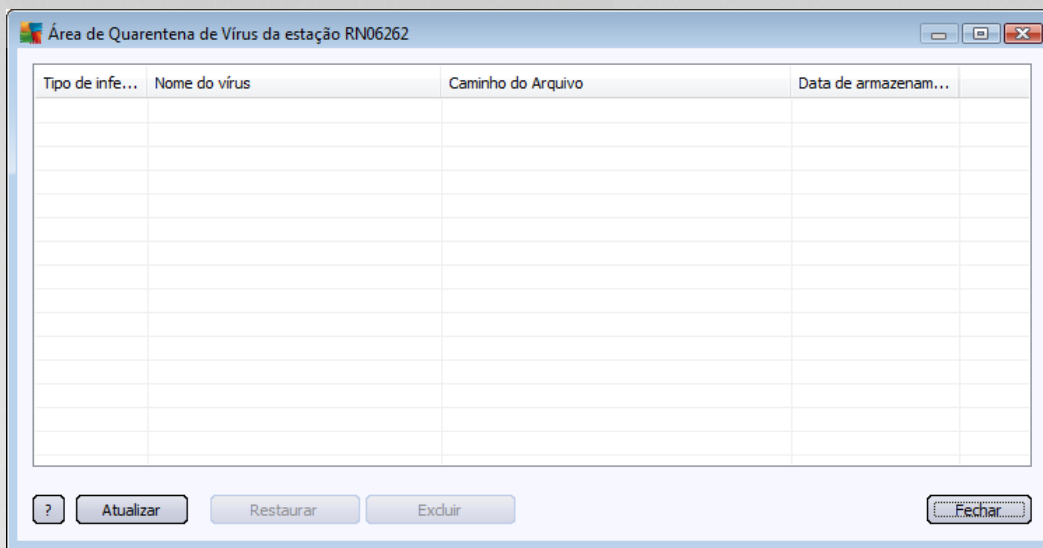 Área de Quarentena de Vírus da estação RN06262
Tipo de infe... Nome do vírus Caminho do Arquivo Data de armazenam...
? Atualizar Restaurar Excluir Fechar